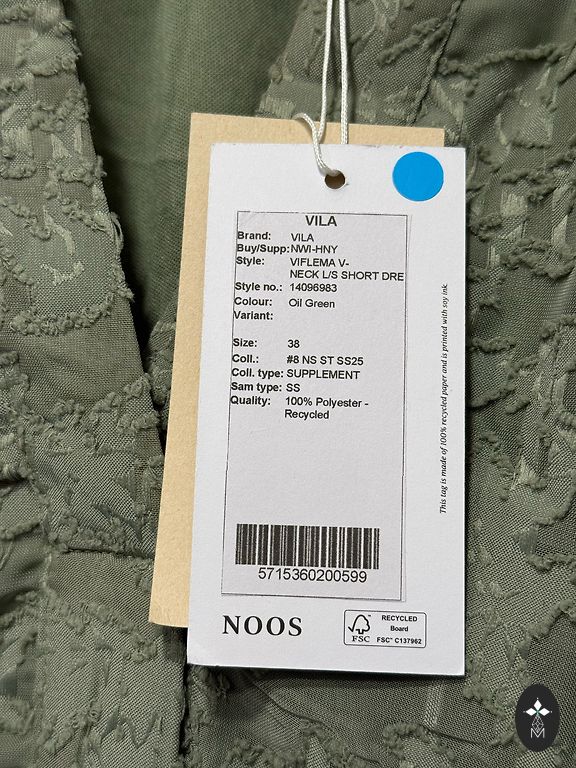 VILA
Brand: VILA
Buy/Supp: NWI-HNY
Style: VIFLEMA V-
NECK L/S SHORT DRE
Style no.: 14096983
Colour: Oil Green
Variant:
Size: 38
Coll.: #8 NS ST SS25
Coll. type: SUPPLEMENT
Sam type: SS
Quality: 100% Polyester -
Recycled
5715360200599
NOOS
FSC
RECYCLED
Board
FSC® C137962
This tag is made of 100% recycled paper and is printed with soy ink.
M